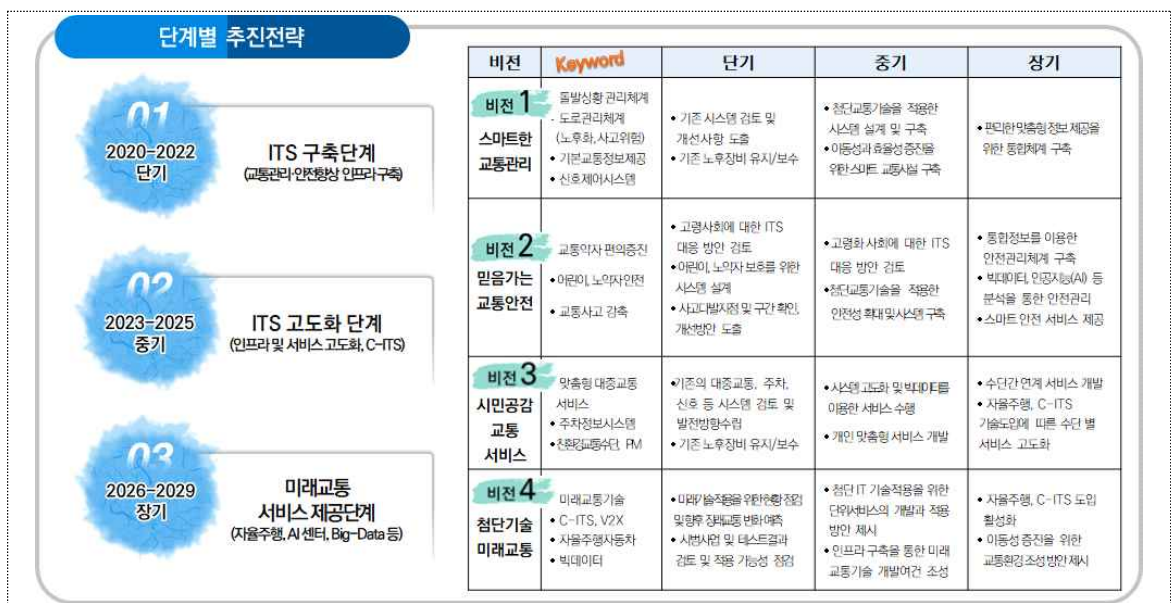 단계별 추진전략
01
2020-2022
단기
ITS 구축단계
(교통관리·안전향상 인프라 구축)
02
2023-2025
중기
ITS 고도화 단계
(인프라 및 서비스 고도화, C-ITS)
03
2026-2029
장기
미래교통
서비스 제공단계
(자율주행, AI 센터, Big-Data 등)
비전 Keyword 단기 중기 장기
비전 1
스마트한
교통관리
돌발상황 관리체계
- 도로관리체계
(노후화, 사고위험)
• 기본교통정보제공
• 신호제어시스템
• 기존 시스템 검토 및
개선사항 도출
• 기존 노후장비 유지/보수
• 첨단교통기술을 적용한
시스템 설계 및 구축
• 이동성과 효율성 증진을
위한 스마트 교통시설 구축
• 편리한 맞춤형 정보 제공을
위한 통합체계 구축
비전 2
믿음가는
교통안전
교통약자 편의증진
• 어린이, 노약자 안전
• 교통사고 감축
• 고령사회에 대한 ITS
대응 방안 검토
• 어린이, 노약자 보호를 위한
시스템 설계
• 사고다발지점 및 구간 확인,
개선방안 도출
• 고령화 사회에 대한 ITS
대응 방안 검토
• 첨단교통기술을 적용한
안전성 확대 및 시스템 구축
• 통합정보를 이용한
안전관리체계 구축
• 빅데이터, 인공지능(AI) 등
분석을 통한 안전관리
• 스마트 안전 서비스 제공
비전 3
시민공감
교통
서비스
맞춤형 대중교통
서비스
• 주차정보시스템
• 친환경교통수단, PM
• 기존의 대중교통, 주차,
신호 등 시스템 검토 및
발전방향수립
• 기존 노후장비 유지/보수
• 시스템 고도화 및 빅데이터를
이용한 서비스 수행
• 개인 맞춤형 서비스 개발
• 수단간 연계 서비스 개발
• 자율주행, C-ITS
기술도입에 따른 수단 별
서비스 고도화
비전 4
첨단기술
미래교통
미래교통기술
• C-ITS, V2X
• 자율주행자동차
• 빅데이터
• 미래기술적용을 위한 현황 점검
및 향후 장래교통 변화 예측
• 시범사업 및 테스트결과
검토 및 적용 가능성 점검
• 첨단 IT 기술적용을 위한
단위서비스의 개발과 적용
방안 제시
• 인프라 구축을 통한 미래
교통기술 개발여건 조성
• 자율주행, C-ITS 도입
활성화
• 이동성 증진을 위한
교통환경 조성 방안 제시